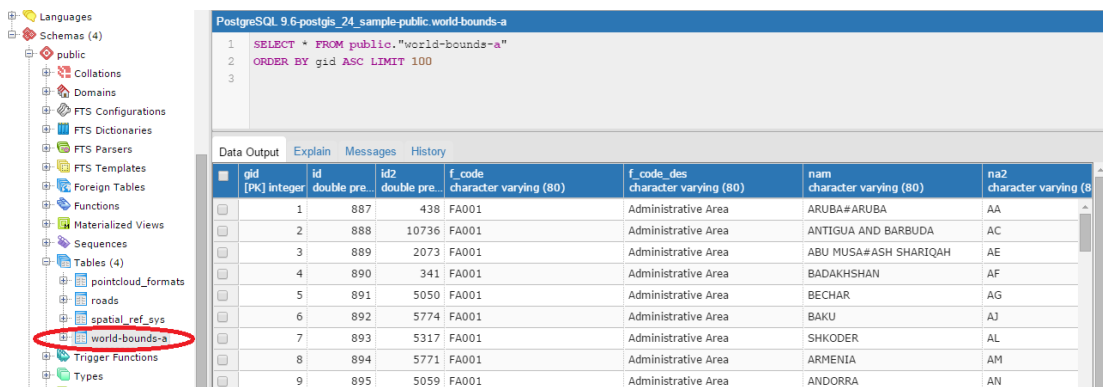 Languages
Schemas (4)
public
Collations
Domains
FTS Configurations
FTS Dictionaries
FTS Parsers
FTS Templates
Foreign Tables
Functions
Materialized Views
Sequences
Tables (4)
pointcloud_formats
roads
spatial_ref_sys
world-bounds-a
Trigger Functions
Types
PostgreSQL 9.6-postgis_24_sample-public.world-bounds-a
1 SELECT * FROM public."world-bounds-a"
2 ORDER BY gid ASC LIMIT 100
3
Data Output Explain Messages History
gid id id2 f_code f_code_des nam na2
[PK] integer double pre... double pre... character varying (80) character varying (80) character varying (80) character varying (8
1 887 438 FA001 Administrative Area ARUBA#ARUBA AA
2 888 10736 FA001 Administrative Area ANTIGUA AND BARBUDA AC
3 889 2073 FA001 Administrative Area ABU MUSA#ASH SHARIQAH AE
4 890 341 FA001 Administrative Area BADAKHSHAN AF
5 891 5050 FA001 Administrative Area BECHAR AG
6 892 5774 FA001 Administrative Area BAKU AJ
7 893 5317 FA001 Administrative Area SHKODER AL
8 894 5771 FA001 Administrative Area ARMENIA AM
9 895 5059 FA001 Administrative Area ANDORRA AN